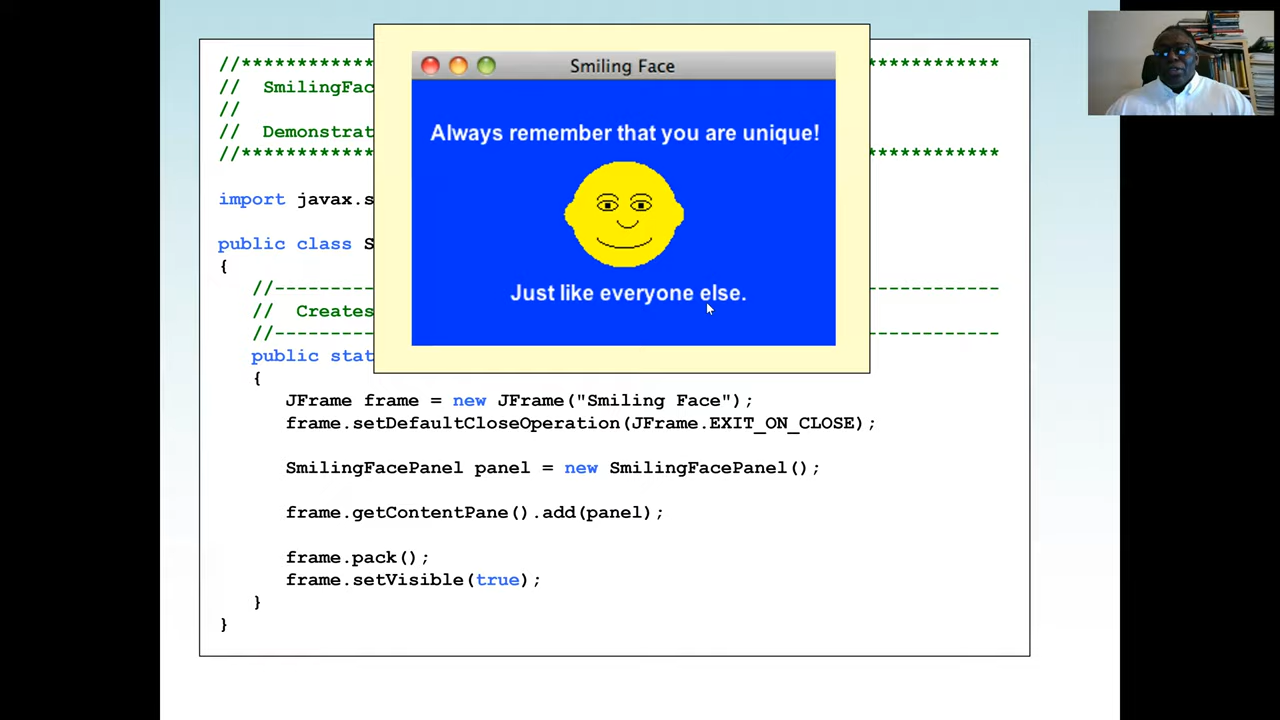 //************ ************
// SmilingFac
//
// Demonstrat
//************ ************
import javax.s
public class S
{
//--------- ------------
// Creates
//--------- ------------
public stat
{
JFrame frame = new JFrame("Smiling Face");
frame.setDefaultCloseOperation(JFrame.EXIT_ON_CLOSE);
SmilingFacePanel panel = new SmilingFacePanel();
frame.getContentPane().add(panel);
frame.pack();
frame.setVisible(true);
}
}
Smiling Face
Always remember that you are unique!
Just like everyone else.